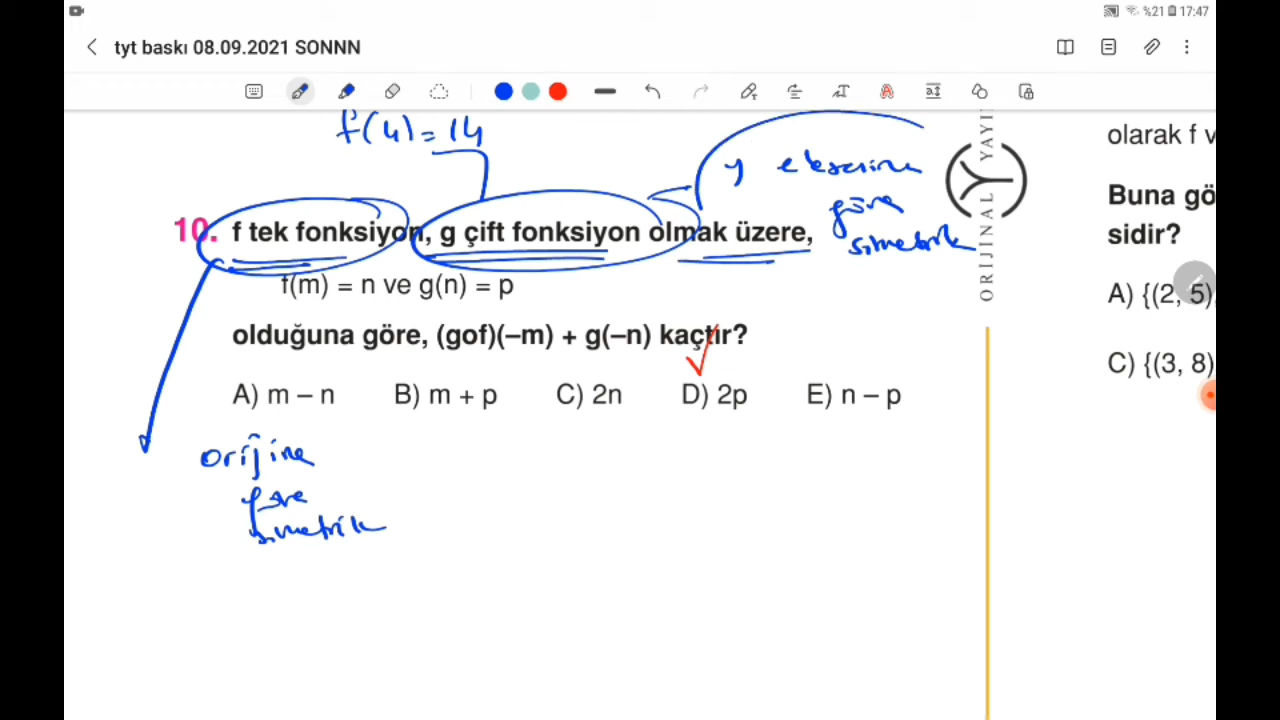 %21 17:47
tyt baskı 08.09.2021 SONNN
f(4) = 14
y eksenine
göre
simetrik
10. f tek fonksiyon, g çift fonksiyon olmak üzere,
f(m) = n ve g(n) = p
olduğuna göre, (gof)(–m) + g(–n) kaçtır?
A) m – n B) m + p C) 2n D) 2p E) n – p
orijine
göre
simetrik
ORİJİNAL YAYI
olarak f v
Buna gö
sidir?
A) {(2, 5)
C) {(3, 8)